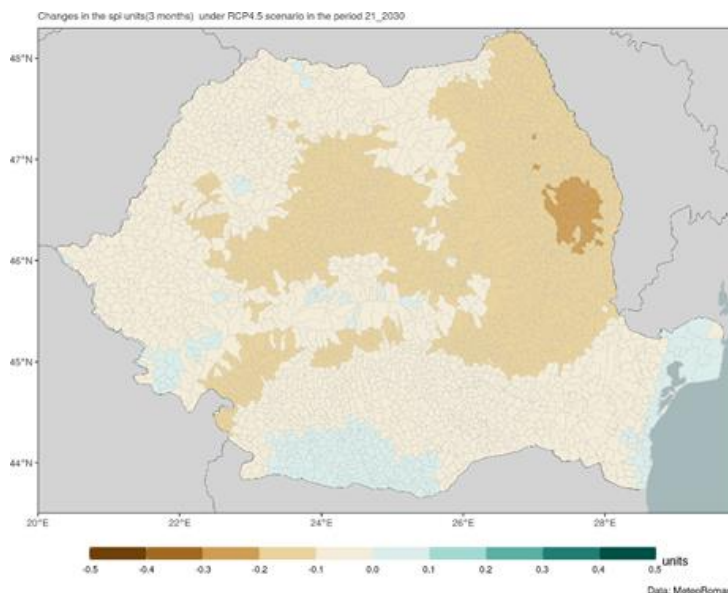 Changes in the spi units(3 months) under RCP4.5 scenario in the period 21_2030
48°N
47°N
46°N
45°N
44°N
20°E 22°E 24°E 26°E 28°E
-0.5 -0.4 -0.3 -0.2 -0.1 0.0 0.1 0.2 0.3 0.4 0.5 units
Data: MeteoRoman